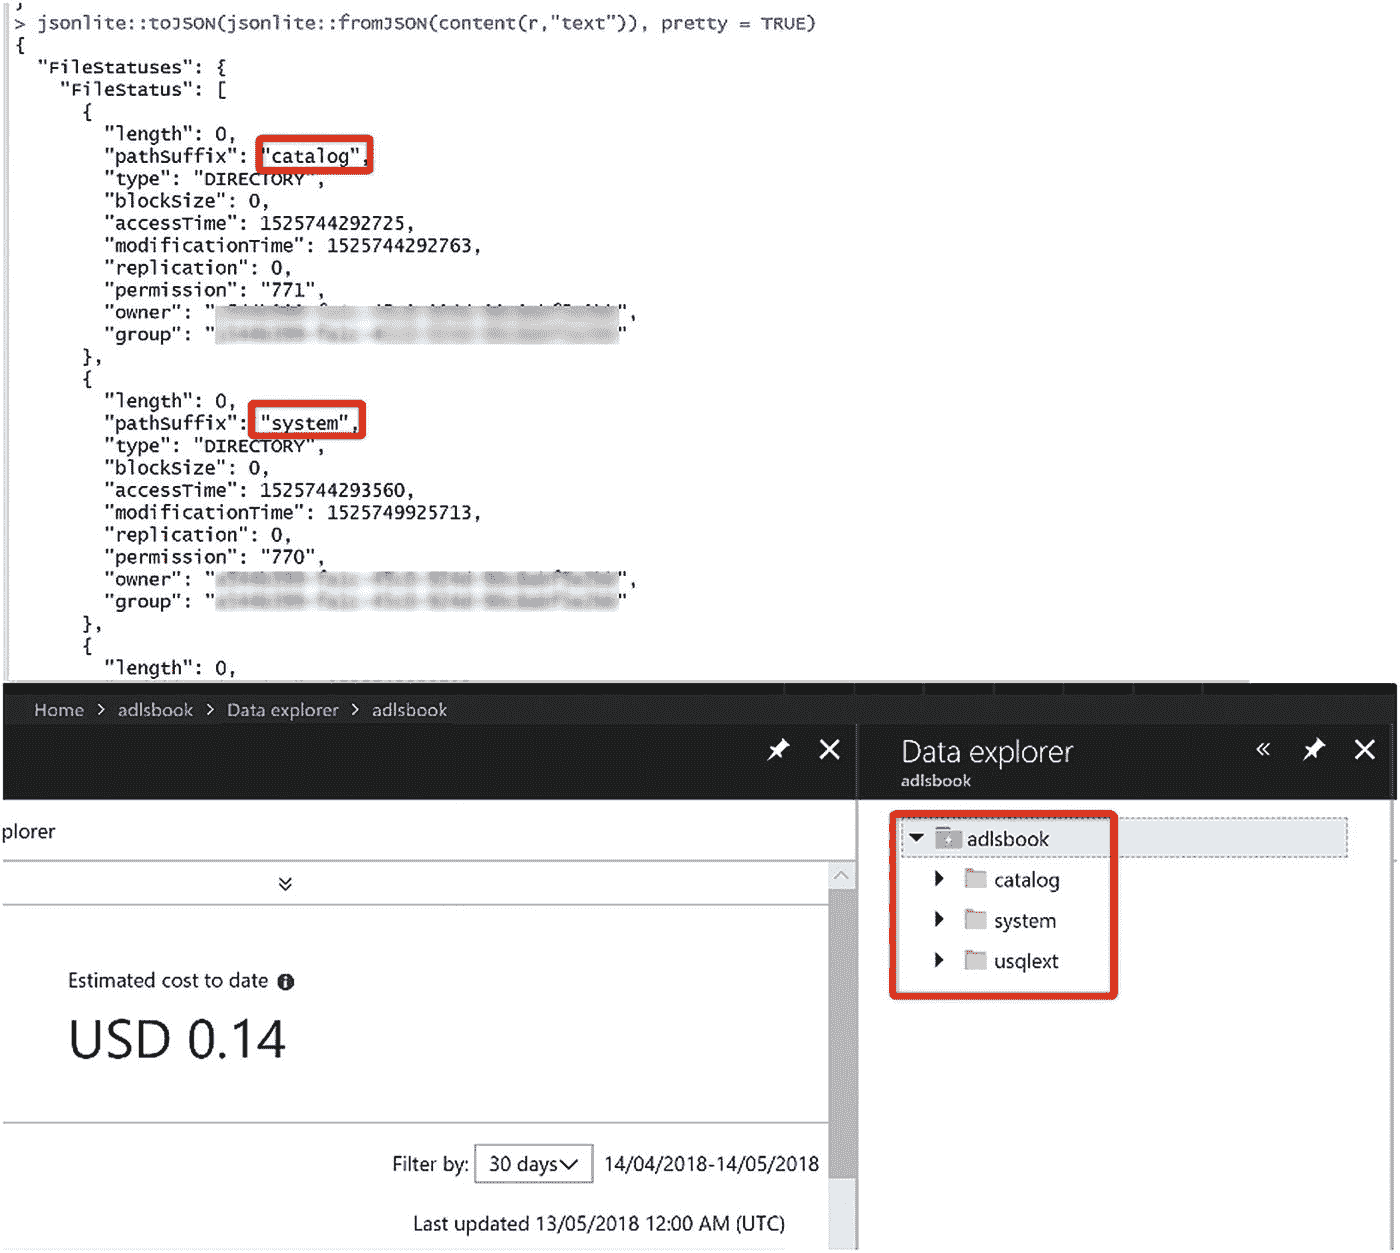 }
> jsonlite::toJSON(jsonlite::fromJSON(content(r,"text")), pretty = TRUE)
{
"FileStatuses": {
"FileStatus": [
{
"length": 0,
"pathSuffix": "catalog",
"type": "DIRECTORY",
"blockSize": 0,
"accessTime": 1525744292725,
"modificationTime": 1525744292763,
"replication": 0,
"permission": "771",
"owner": "",
"group": ""
},
{
"length": 0,
"pathSuffix": "system",
"type": "DIRECTORY",
"blockSize": 0,
"accessTime": 1525744293560,
"modificationTime": 1525749925713,
"replication": 0,
"permission": "770",
"owner": "",
"group": ""
},
{
"length": 0,
Home > adlsbook > Data explorer > adlsbook
Data explorer
adlsbook
plorer
adlsbook
catalog
system
usqlext
Estimated cost to date
USD 0.14
Filter by: 30 days 14/04/2018-14/05/2018
Last updated 13/05/2018 12:00 AM (UTC)